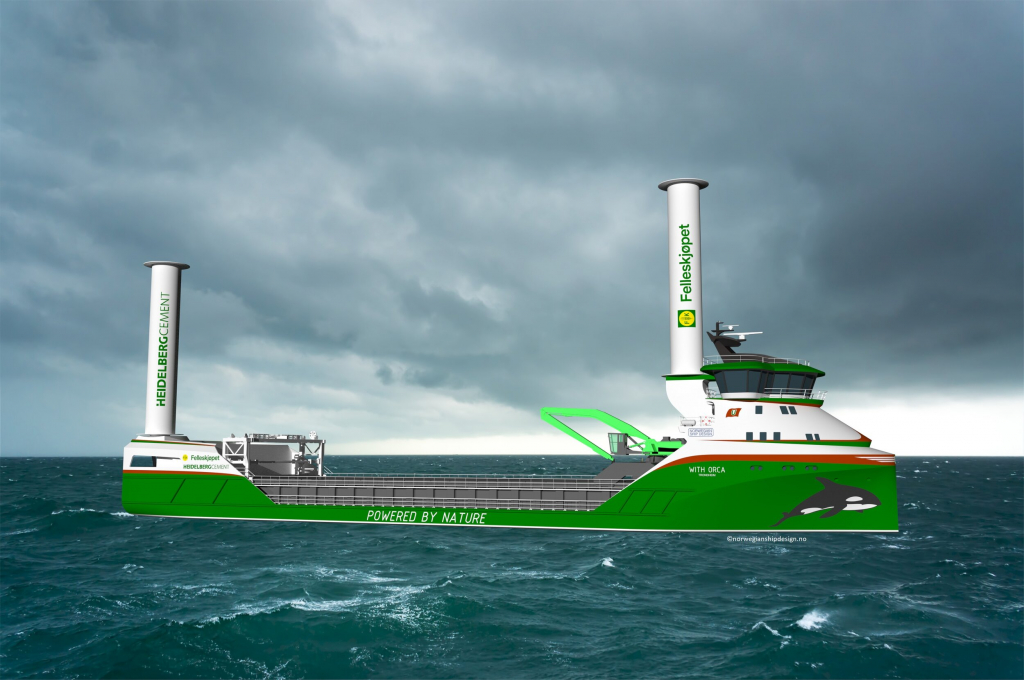 Felleskjøpet
HEIDELBERGCEMENT
Felleskjøpet
HEIDELBERGCEMENT
WITH ORCA
POWERED BY NATURE
©norwegianshipdesign.no